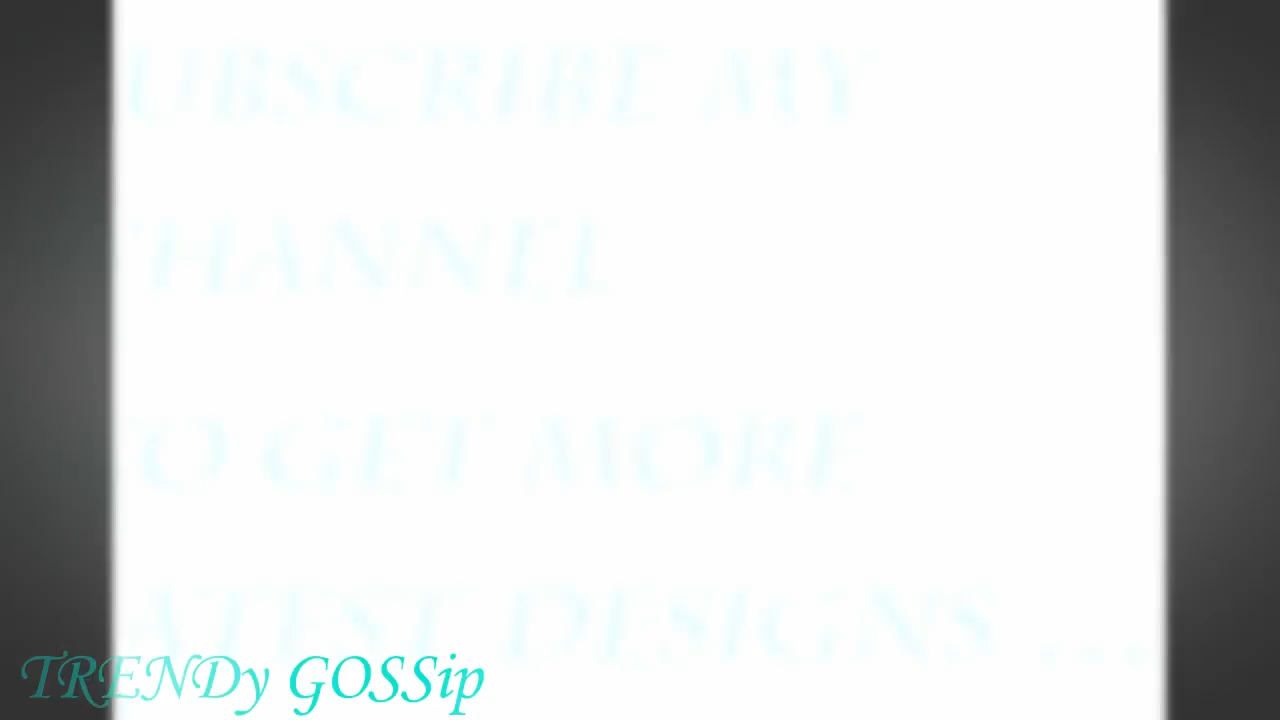 UBSCRIBE MY
HANNEL
O GET MORE
ATEST DESIGNS ...
TRENDy GOSSip